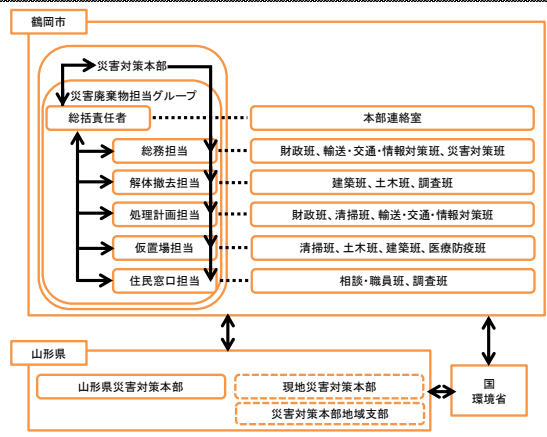 鶴岡市
災害対策本部
災害廃棄物担当グループ
総括責任者
本部連絡室
総務担当
財政班、輸送・交通・情報対策班、災害対策班
解体撤去担当
建築班、土木班、調査班
処理計画担当
財政班、清掃班、輸送・交通・情報対策班
仮置場担当
清掃班、土木班、建築班、医療防疫班
住民窓口担当
相談・職員班、調査班
山形県
山形県災害対策本部
現地災害対策本部
災害対策本部地域支部
国
環境省